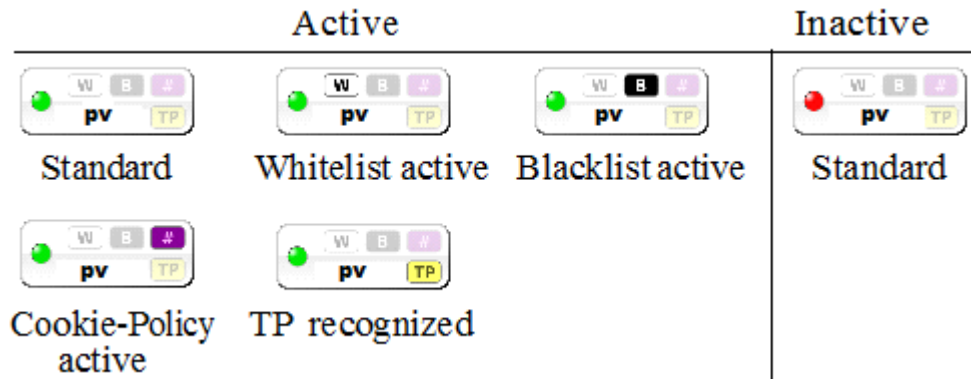 Active Inactive
W B # W B # W B # W B #
pv TP pv TP pv TP pv TP
Standard Whitelist active Blacklist active Standard
W B # W B #
pv TP pv TP
Cookie-Policy TP recognized
active